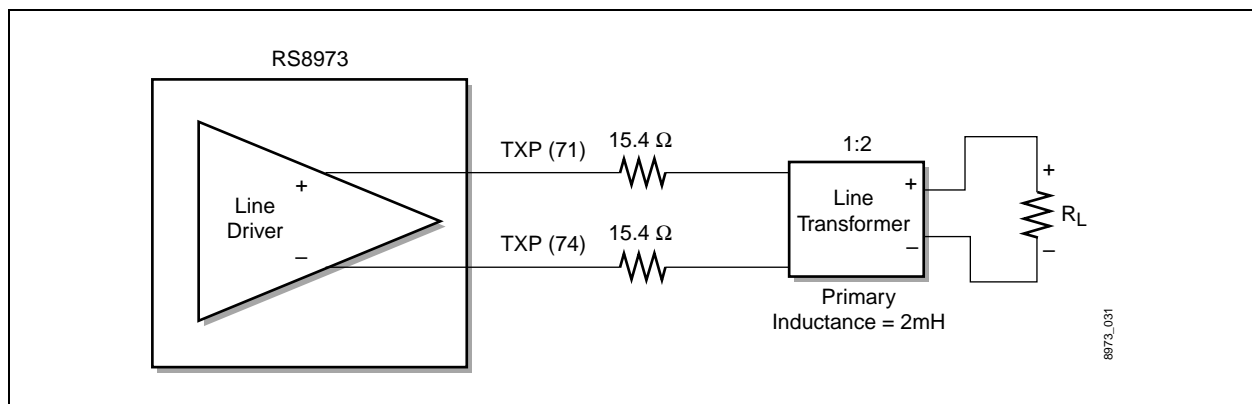 RS8973
TXP (71)
15.4 Ω
1:2
+
Line
Driver
–
TXP (74)
15.4 Ω
Line
Transformer
+
–
+
RL
–
Primary
Inductance = 2mH
8973_031